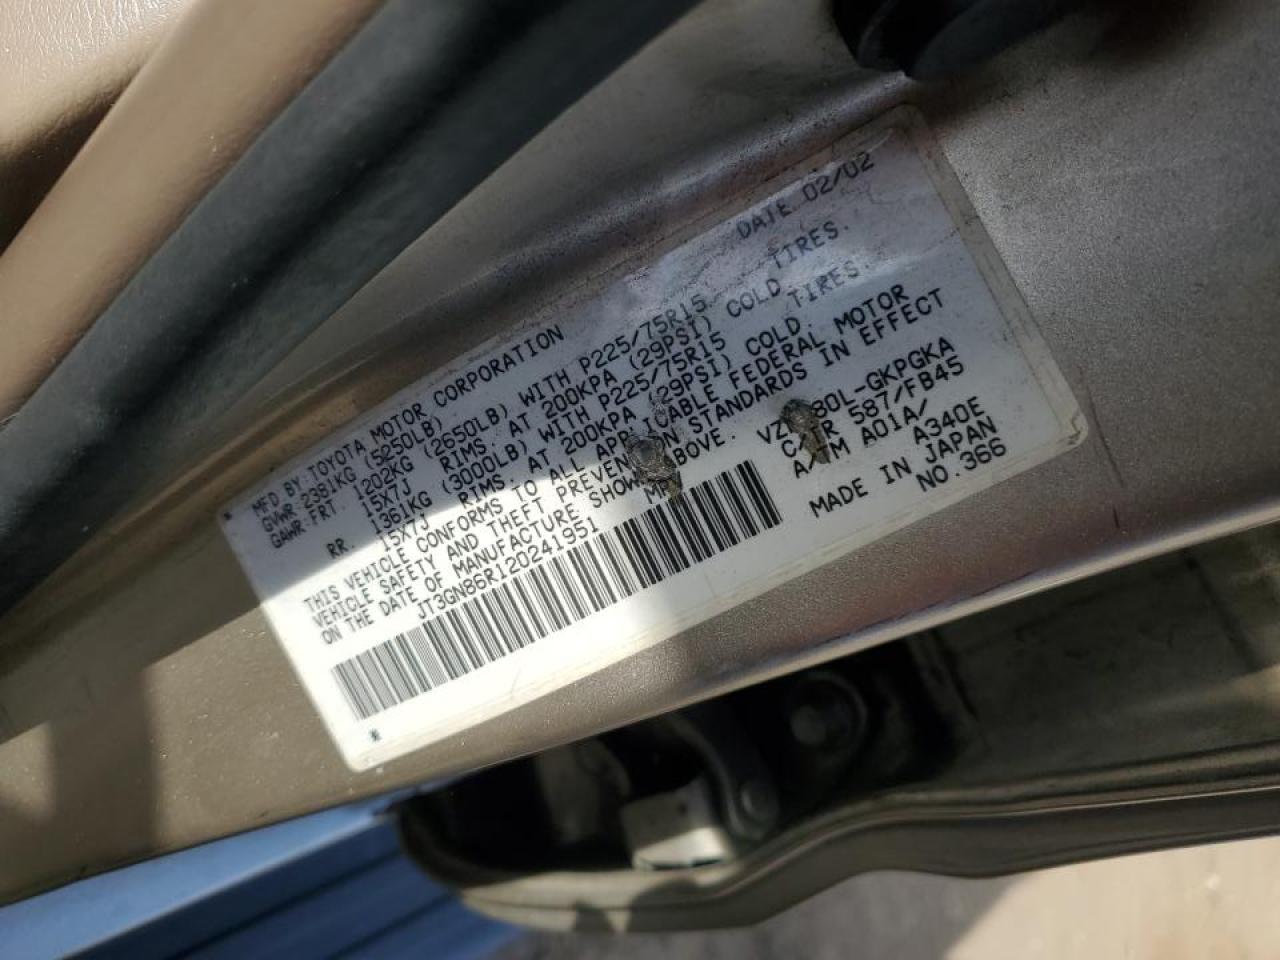 MFD BY: TOYOTA MOTOR CORPORATION DATE 02/02
GVWR 2381KG (5250LB)
GAWR FRT. 1202KG (2650LB) WITH P225/75R15 TIRES.
15X7J RIMS. AT 200KPA (29PSI) COLD
RR. 1361KG (3000LB) WITH P225/75R15 TIRES.
15X7J RIMS. AT 200KPA (29PSI) COLD.
THIS VEHICLE CONFORMS TO ALL FEDERAL MOTOR
VEHICLE SAFETY AND THEFT STANDARDS IN EFFECT
ON THE DATE OF MANUFACTURE ABOVE.
JT3GN86R120241951
80L-GKPGKA
587/FB45
A01A/
A340E
MADE IN JAPAN
NO.366